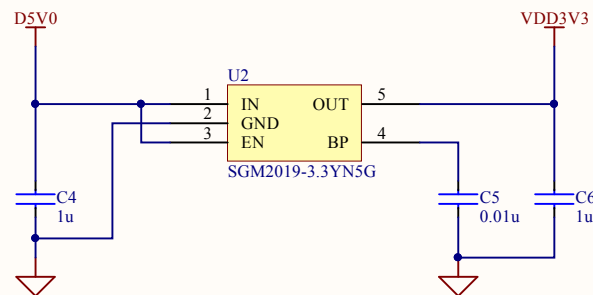 D5V0
VDD3V3
U2
1 IN OUT 5
2 GND
3 EN BP 4
SGM2019-3.3YN5G
C4
1u
C5
0.01u
C6
1u